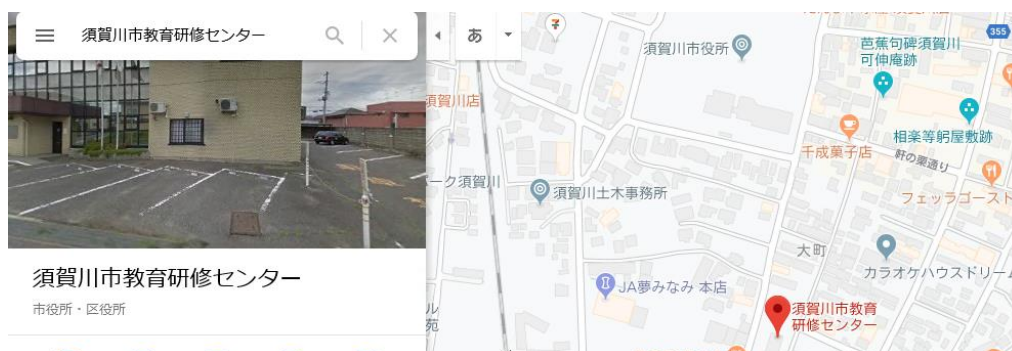 須賀川市教育研修センター
あ
須賀川市教育研修センター
市役所・区役所
須賀川市役所
355
芭蕉句碑須賀川
可伸庵跡
須賀川店
相楽等躬屋敷跡
千成菓子店
軒の栗通り
ーク須賀川
須賀川土木事務所
フェッラゴースト
大町
カラオケハウスドリーム
JA夢みなみ 本店
須賀川市教育
研修センター
ル
苑